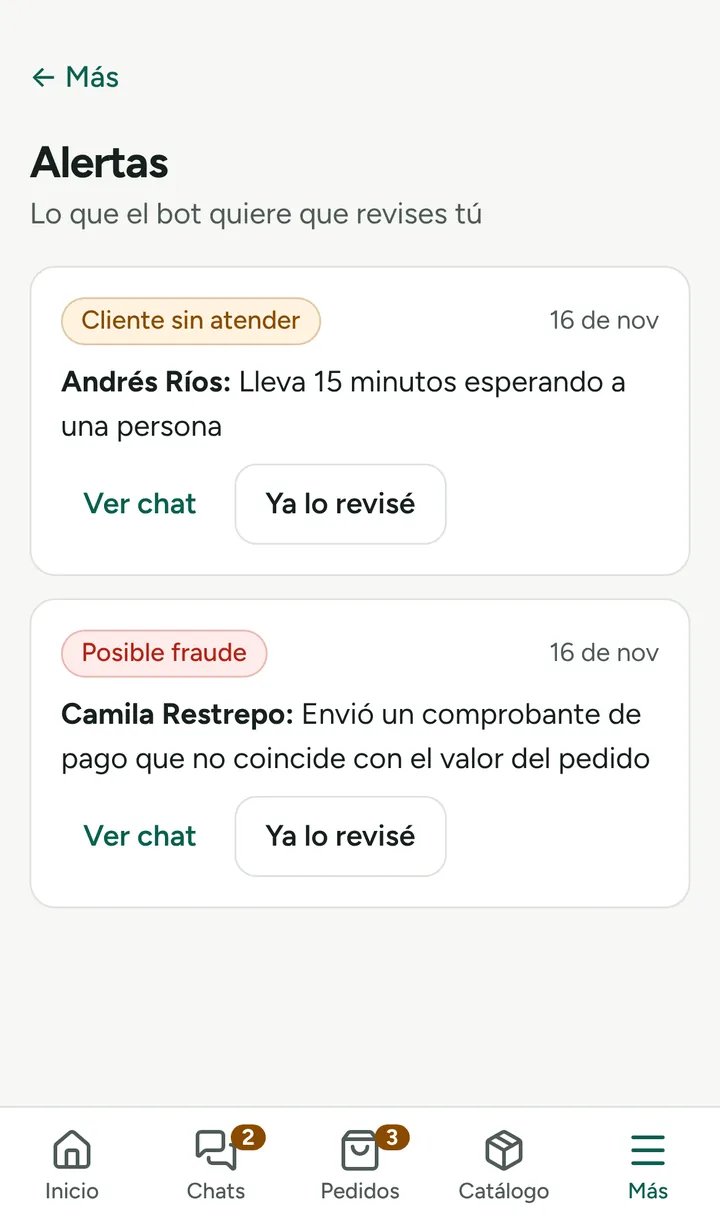 ← Más
Alertas
Lo que el bot quiere que revises tú
Cliente sin atender
16 de nov
Andrés Ríos: Lleva 15 minutos esperando a
una persona
Ver chat
Ya lo revisé
Posible fraude
16 de nov
Camila Restrepo: Envió un comprobante de
pago que no coincide con el valor del pedido
Ver chat
Ya lo revisé
2
3
Inicio
Chats
Pedidos
Catálogo
Más